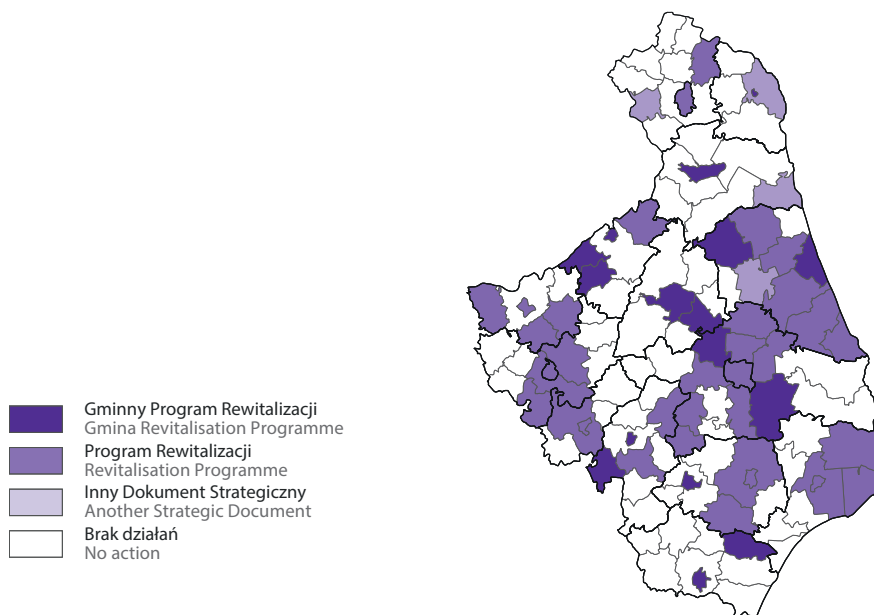 Gminny Program Rewitalizacji
Gmina Revitalisation Programme
Program Rewitalizacji
Revitalisation Programme
Inny Dokument Strategiczny
Another Strategic Document
Brak działań
No action